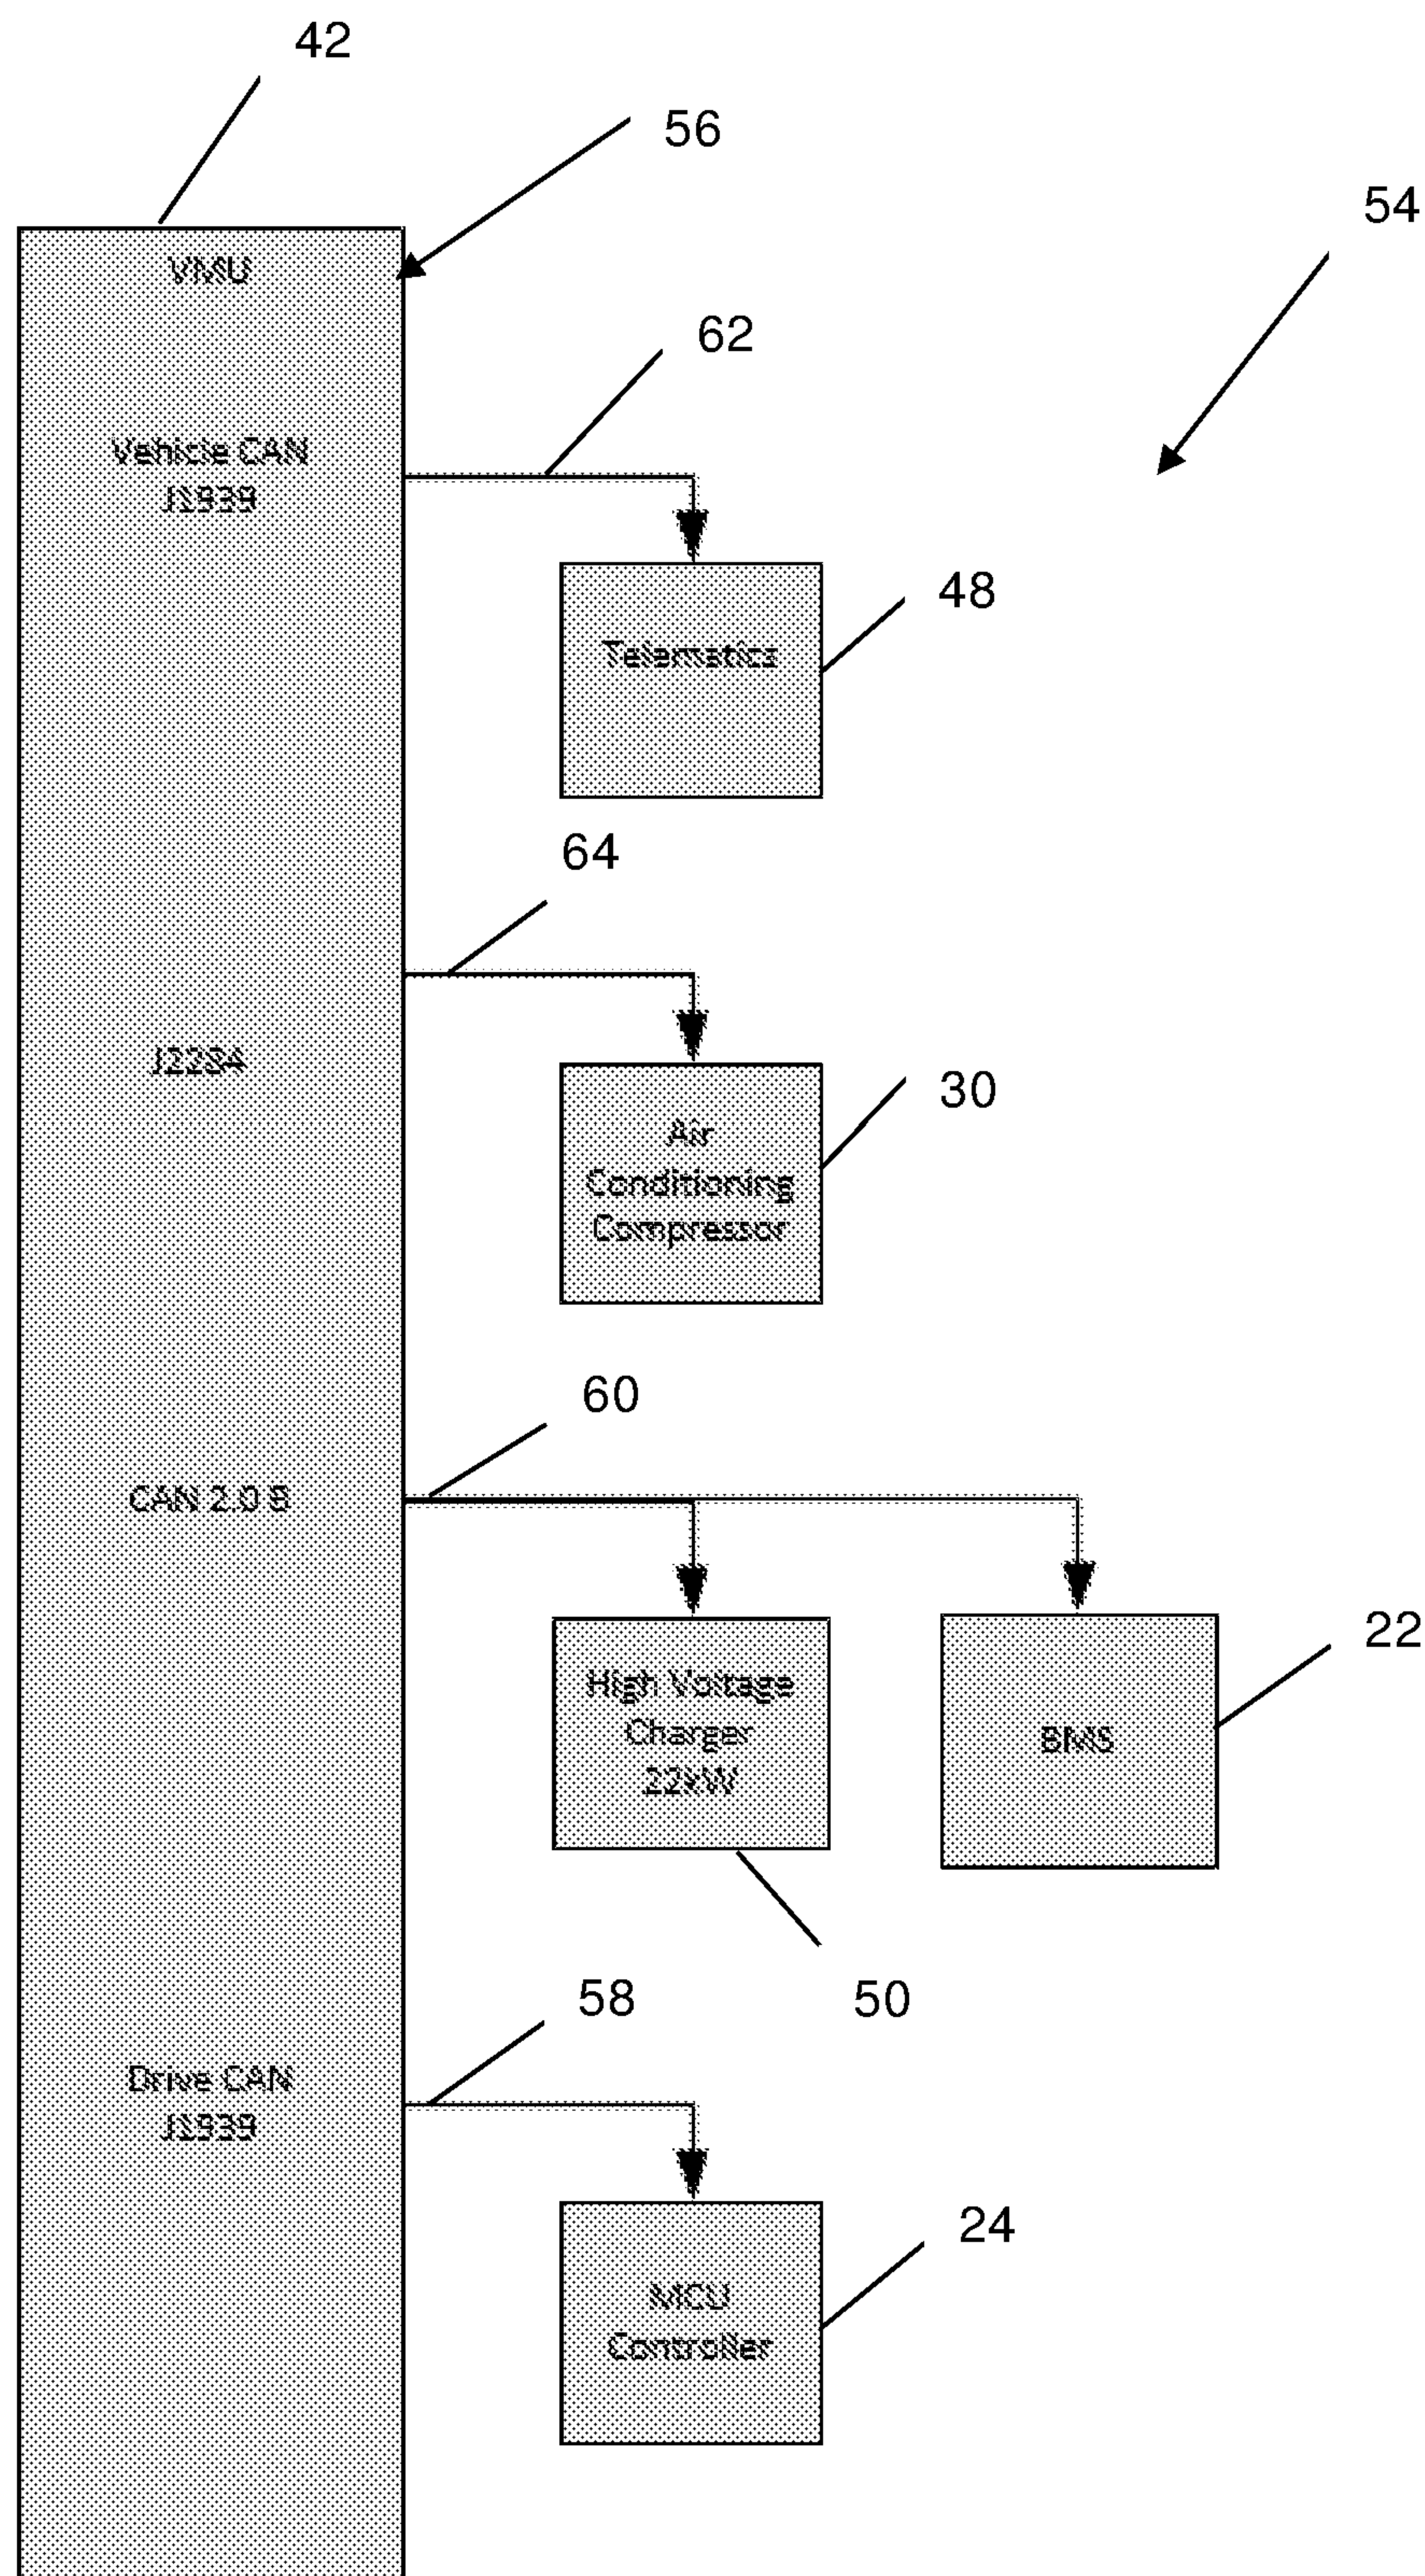 42
56
54
VMU
62
Vehicle CAN
J1939
48
Telematics
64
J2284
30
Air
Conditioning
Compressor
60
CAN 2.0 B
22
High Voltage
Charger
22kW
BMS
58
50
Drive CAN
J1939
24
MCU
Controller